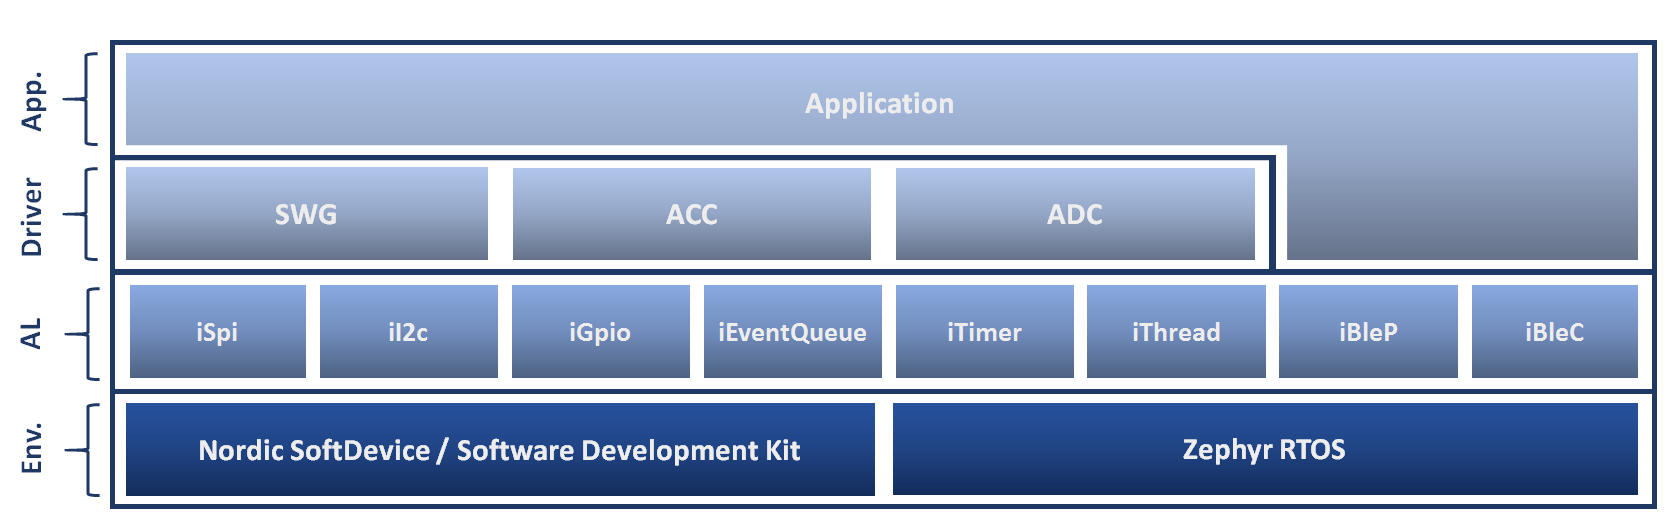 App.
Application
Driver
SWG
ACC
ADC
AL
iSpi
iI2c
iGpio
iEventQueue
iTimer
iThread
iBleP
iBleC
Env.
Nordic SoftDevice / Software Development Kit
Zephyr RTOS